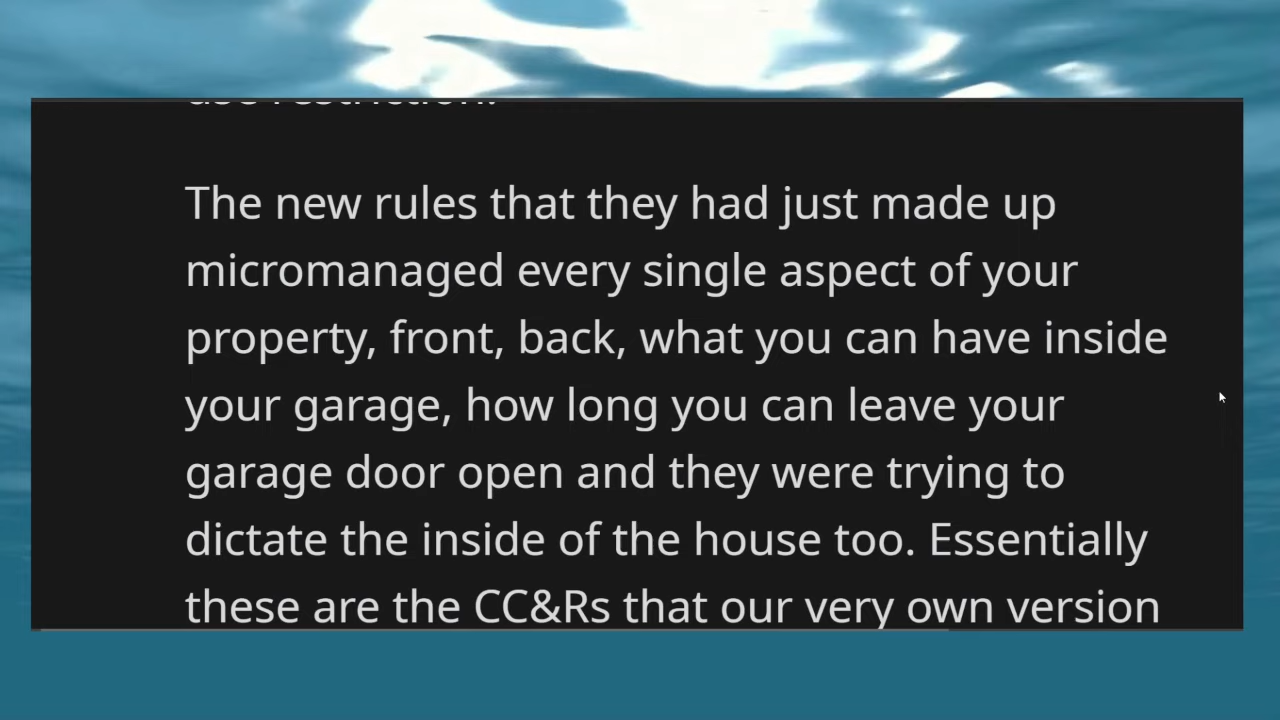 use restriction.
The new rules that they had just made up
micromanaged every single aspect of your
property, front, back, what you can have inside
your garage, how long you can leave your
garage door open and they were trying to
dictate the inside of the house too. Essentially
these are the CC&Rs that our very own version